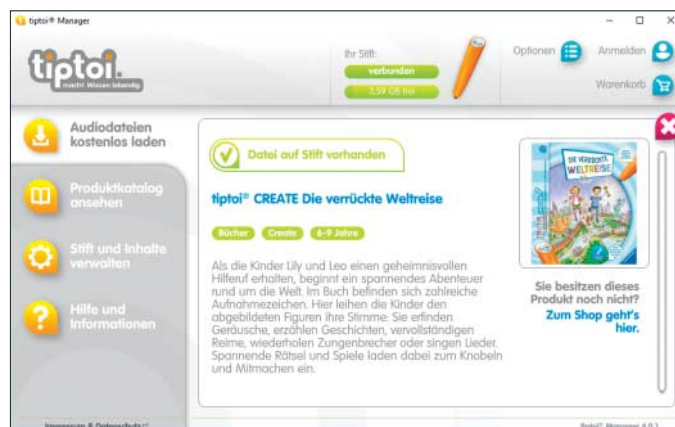 tiptoi® Manager
tiptoi®
macht Wissen lebendig
Ihr Stift:
verbunden
3,59 GB frei
Optionen
Anmelden
Warenkorb
Audiodateien
kostenlos laden
Produktkatalog
ansehen
Stift und Inhalte
verwalten
Hilfe und
Informationen
Datei auf Stift vorhanden
tiptoi® CREATE Die verrückte Weltreise
Bücher
Create
6-9 Jahre
Als die Kinder Lily und Leo einen geheimnisvollen
Hilferuf erhalten, beginnt ein spannendes Abenteuer
rund um die Welt. Im Buch befinden sich zahlreiche
Aufnahmezeichen. Hier leihen die Kinder den
abgebildeten Figuren ihre Stimme: Sie erfinden
Geräusche, erzählen Geschichten, vervollständigen
Reime, wiederholen Zungenbrecher oder singen Lieder.
Spannende Rätsel und Spiele laden dabei zum Knobeln
und Mitmachen ein.
DIE VERRÜCKTE
WELTREISE
Sie besitzen dieses
Produkt noch nicht?
Zum Shop geht's
hier.
Impressum & Datenschutz
tiptoi® Manager